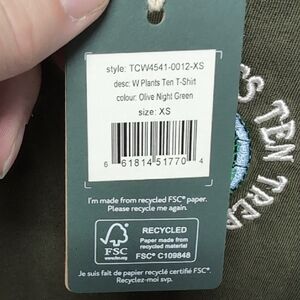 style: TCW4541-0012-XS
desc: W Plants Ten T-Shirt
colour: Olive Night Green
size: XS
6 61814 51770 4
I'm made from recycled FSC® paper.
Please recycle me again.
FSC
www.fsc.org
RECYCLED
Paper made from
recycled material
FSC® C109848
Je suis fait de papier recyclé certifié FSC®.
Recyclez-moi svp.
S TEN TREE